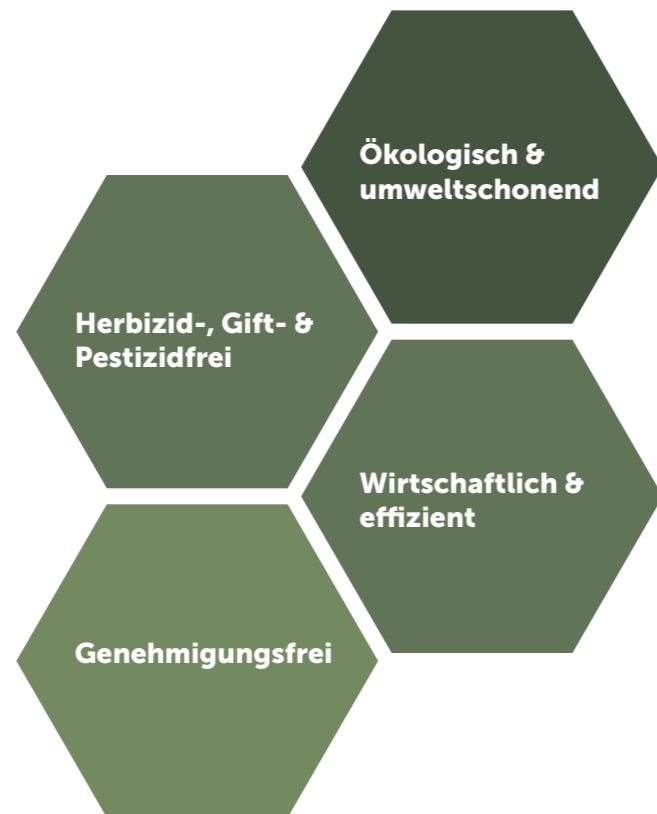 Ökologisch &
umweltschonend
Herbizid-, Gift- &
Pestizidfrei
Wirtschaftlich &
effizient
Genehmigungsfrei